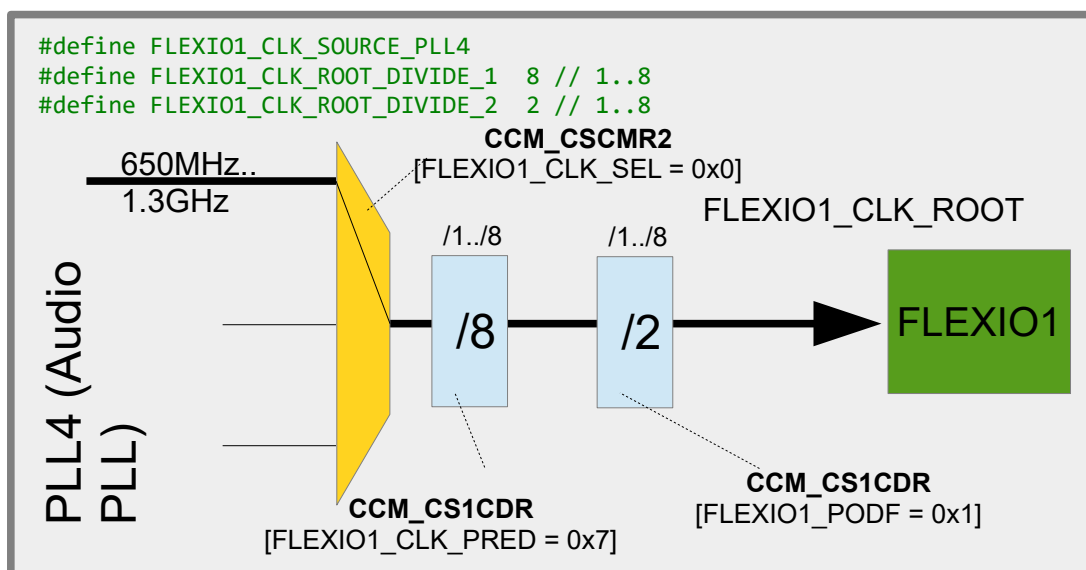 #define FLEXIO1_CLK_SOURCE_PLL4
#define FLEXIO1_CLK_ROOT_DIVIDE_1  8 // 1..8
#define FLEXIO1_CLK_ROOT_DIVIDE_2  2 // 1..8
CCM_CSCMR2
[FLEXIO1_CLK_SEL = 0x0]
650MHz..
1.3GHz
FLEXIO1_CLK_ROOT
/1../8
/1../8
/8
/2
FLEXIO1
PLL4 (Audio
PLL)
CCM_CS1CDR
[FLEXIO1_CLK_PRED = 0x7]
CCM_CS1CDR
[FLEXIO1_PODF = 0x1]